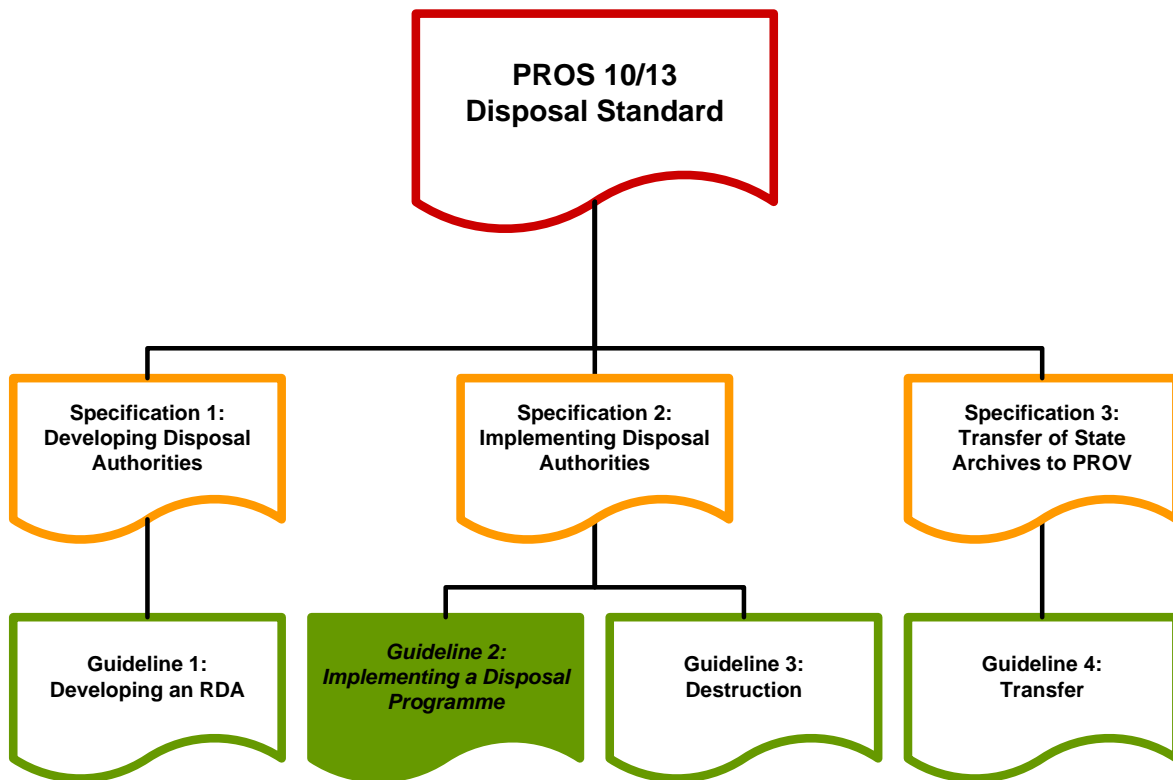 PROS 10/13
Disposal Standard
Specification 1:
Developing Disposal
Authorities
Specification 2:
Implementing Disposal
Authorities
Specification 3:
Transfer of State
Archives to PROV
Guideline 1:
Developing an RDA
Guideline 2:
Implementing a Disposal
Programme
Guideline 3:
Destruction
Guideline 4:
Transfer